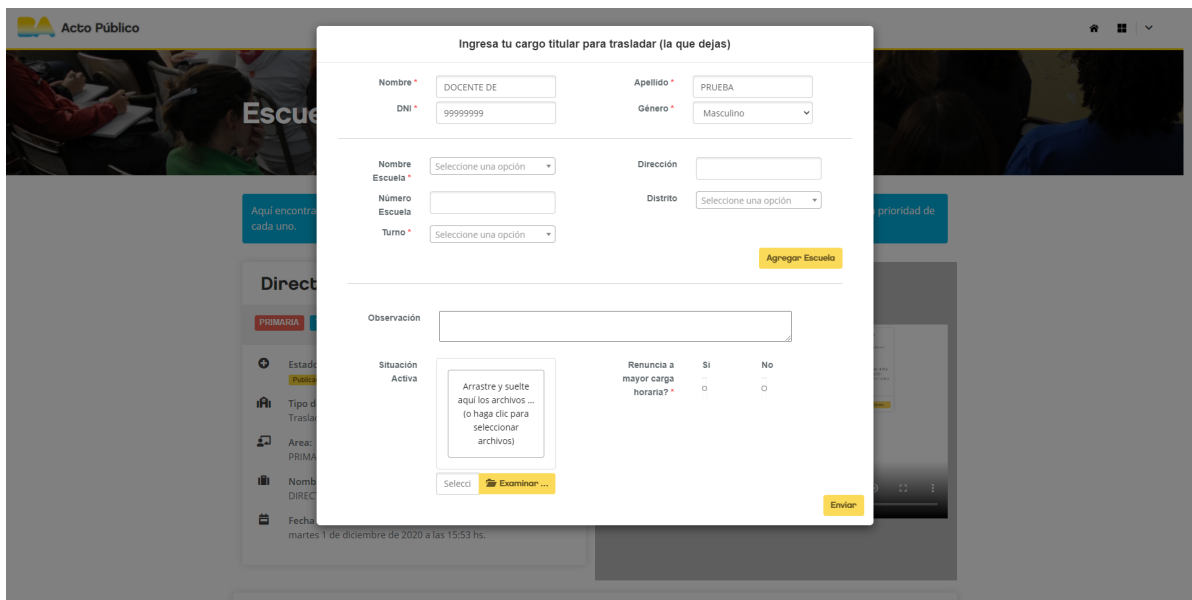 BA Acto Público
Ingresa tu cargo titular para trasladar (la que dejas)
Nombre * DOCENTE DE Apellido * PRUEBA
DNI * 99999999 Género * Masculino
Escue
Nombre Escuela * Seleccione una opción Dirección
Número Escuela Distrito Seleccione una opción
Turno * Seleccione una opción
Aquí encontra prioridad de
cada uno.
Agregar Escuela
Direct
PRIMARIA
Observación
Situación Activa
Arrastre y suelte
aquí los archivos ...
(o haga clic para
seleccionar
archivos)
Renuncia a Si No
mayor carga
horaria? *
Estado
Publica
Tipo d
Trasla
Area:
PRIMA
Selecci Examinar ...
Nomb
DIREC
Enviar
Fecha
martes 1 de diciembre de 2020 a las 15:53 hs.